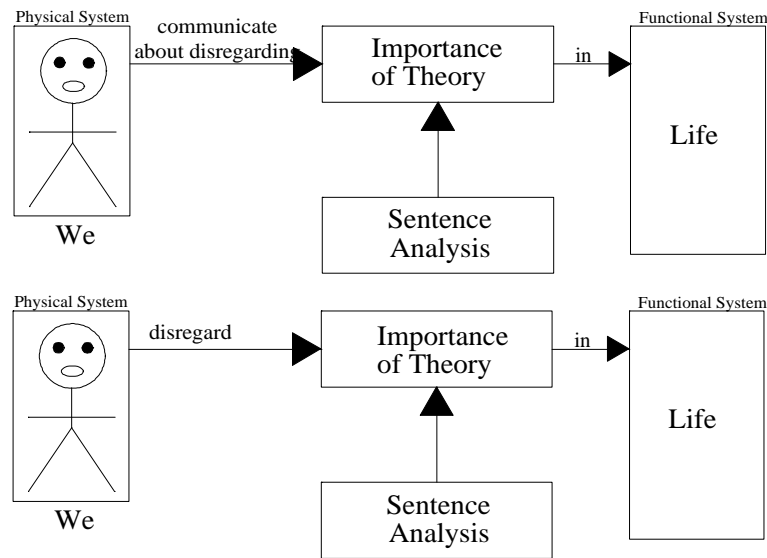 Physical System
communicate
about disregarding
Importance
of Theory
in
Functional System
Life
We
Sentence
Analysis
Physical System
disregard
Importance
of Theory
in
Functional System
Life
We
Sentence
Analysis